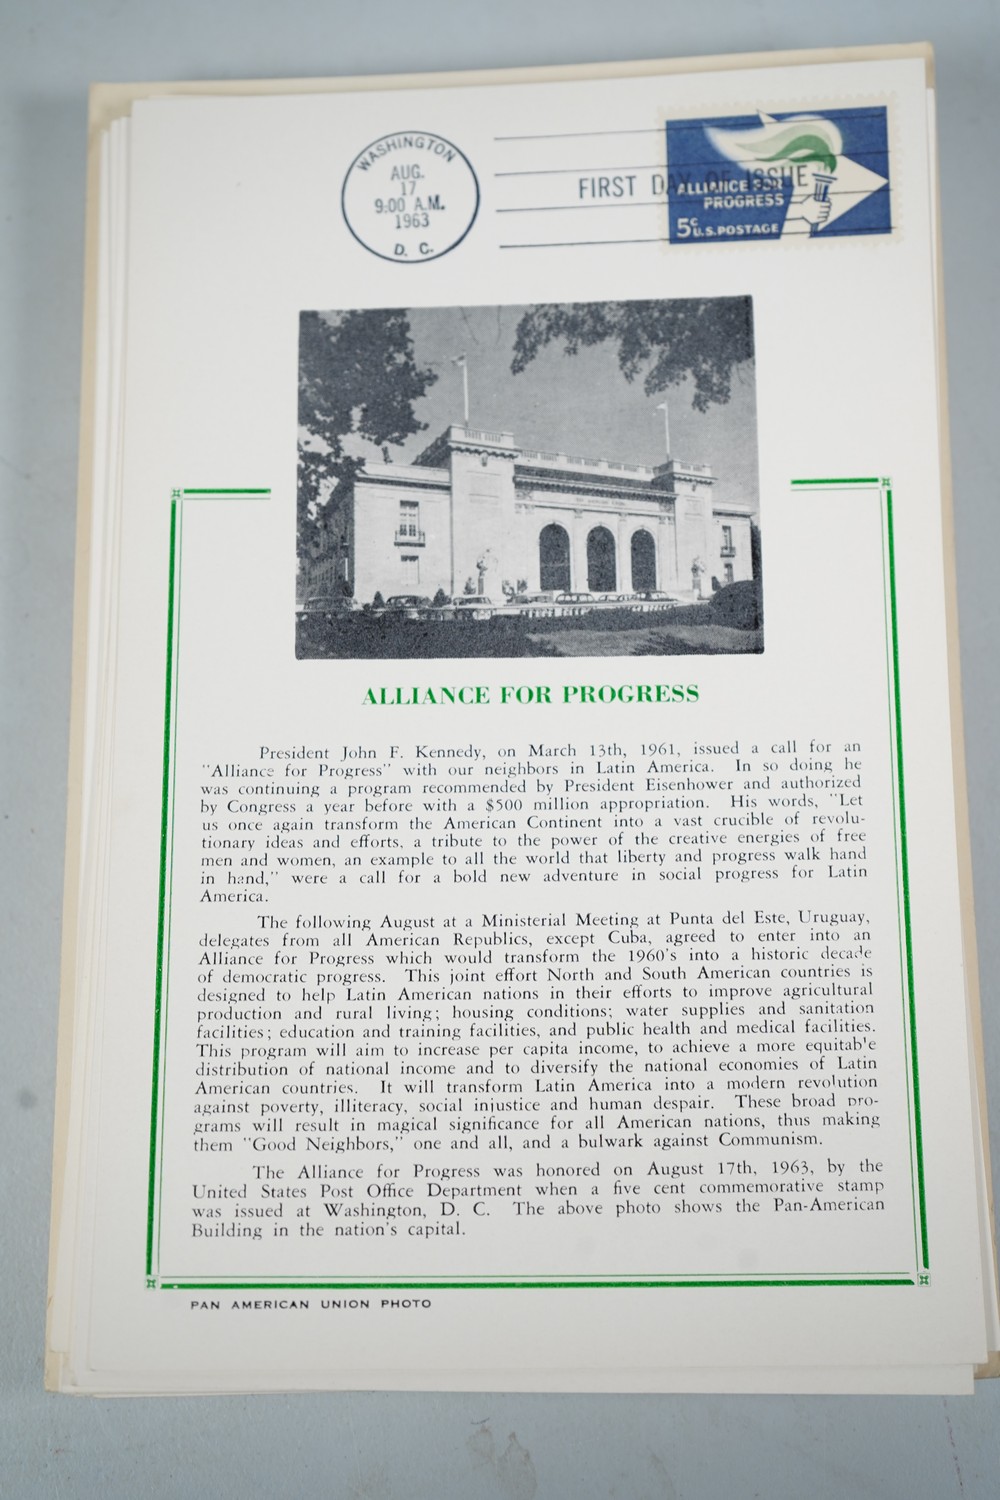 WASHINGTON
AUG.
17
9:00 A.M.
1963
D. C.
FIRST DAY OF ISSUE
ALLIANCE FOR
PROGRESS
5c U.S. POSTAGE
ALLIANCE FOR PROGRESS
President John F. Kennedy, on March 13th, 1961, issued a call for an
"Alliance for Progress" with our neighbors in Latin America. In so doing he
was continuing a program recommended by President Eisenhower and authorized
by Congress a year before with a $500 million appropriation. His words, "Let
us once again transform the American Continent into a vast crucible of revolu-
tionary ideas and efforts, a tribute to the power of the creative energies of free
men and women, an example to all the world that liberty and progress walk hand
in hand," were a call for a bold new adventure in social progress for Latin
America.
The following August at a Ministerial Meeting at Punta del Este, Uruguay,
delegates from all American Republics, except Cuba, agreed to enter into an
Alliance for Progress which would transform the 1960's into a historic decade
of democratic progress. This joint effort North and South American countries is
designed to help Latin American nations in their efforts to improve agricultural
production and rural living; housing conditions; water supplies and sanitation
facilities; education and training facilities, and public health and medical facilities.
This program will aim to increase per capita income, to achieve a more equitable
distribution of national income and to diversify the national economies of Latin
American countries. It will transform Latin America into a modern revolution
against poverty, illiteracy, social injustice and human despair. These broad pro-
grams will result in magical significance for all American nations, thus making
them "Good Neighbors," one and all, and a bulwark against Communism.
The Alliance for Progress was honored on August 17th, 1963, by the
United States Post Office Department when a five cent commemorative stamp
was issued at Washington, D. C. The above photo shows the Pan-American
Building in the nation's capital.
PAN AMERICAN UNION PHOTO